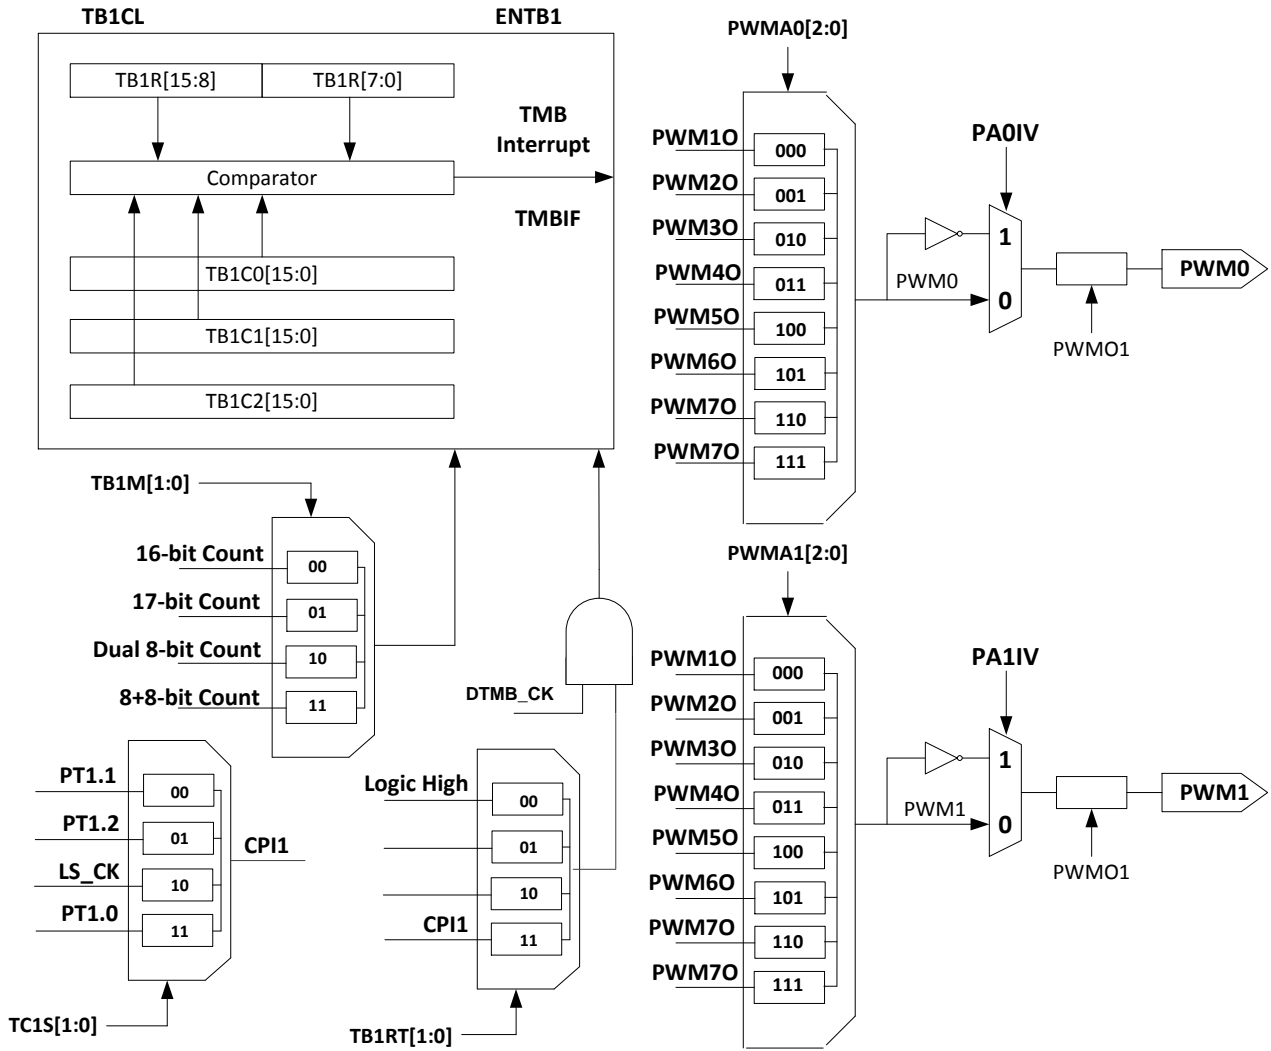 TB1CL
ENTB1
TB1R[15:8]
TB1R[7:0]
TMB
Interrupt
Comparator
TMBIF
TB1C0[15:0]
TB1C1[15:0]
TB1C2[15:0]
TB1M[1:0]
16-bit Count
00
17-bit Count
01
Dual 8-bit Count
10
8+8-bit Count
11
DTMB_CK
PT1.1
00
PT1.2
01
LS_CK
10
PT1.0
11
CPI1
TC1S[1:0]
Logic High
00
01
10
CPI1
11
TB1RT[1:0]
PWMA0[2:0]
PWM1O
000
PWM2O
001
PWM3O
010
PWM4O
011
PWM5O
100
PWM6O
101
PWM7O
110
PWM7O
111
PA0IV
1
PWM0
0
PWM0
PWMO1
PWMA1[2:0]
PWM1O
000
PWM2O
001
PWM3O
010
PWM4O
011
PWM5O
100
PWM6O
101
PWM7O
110
PWM7O
111
PA1IV
1
PWM1
0
PWM1
PWMO1